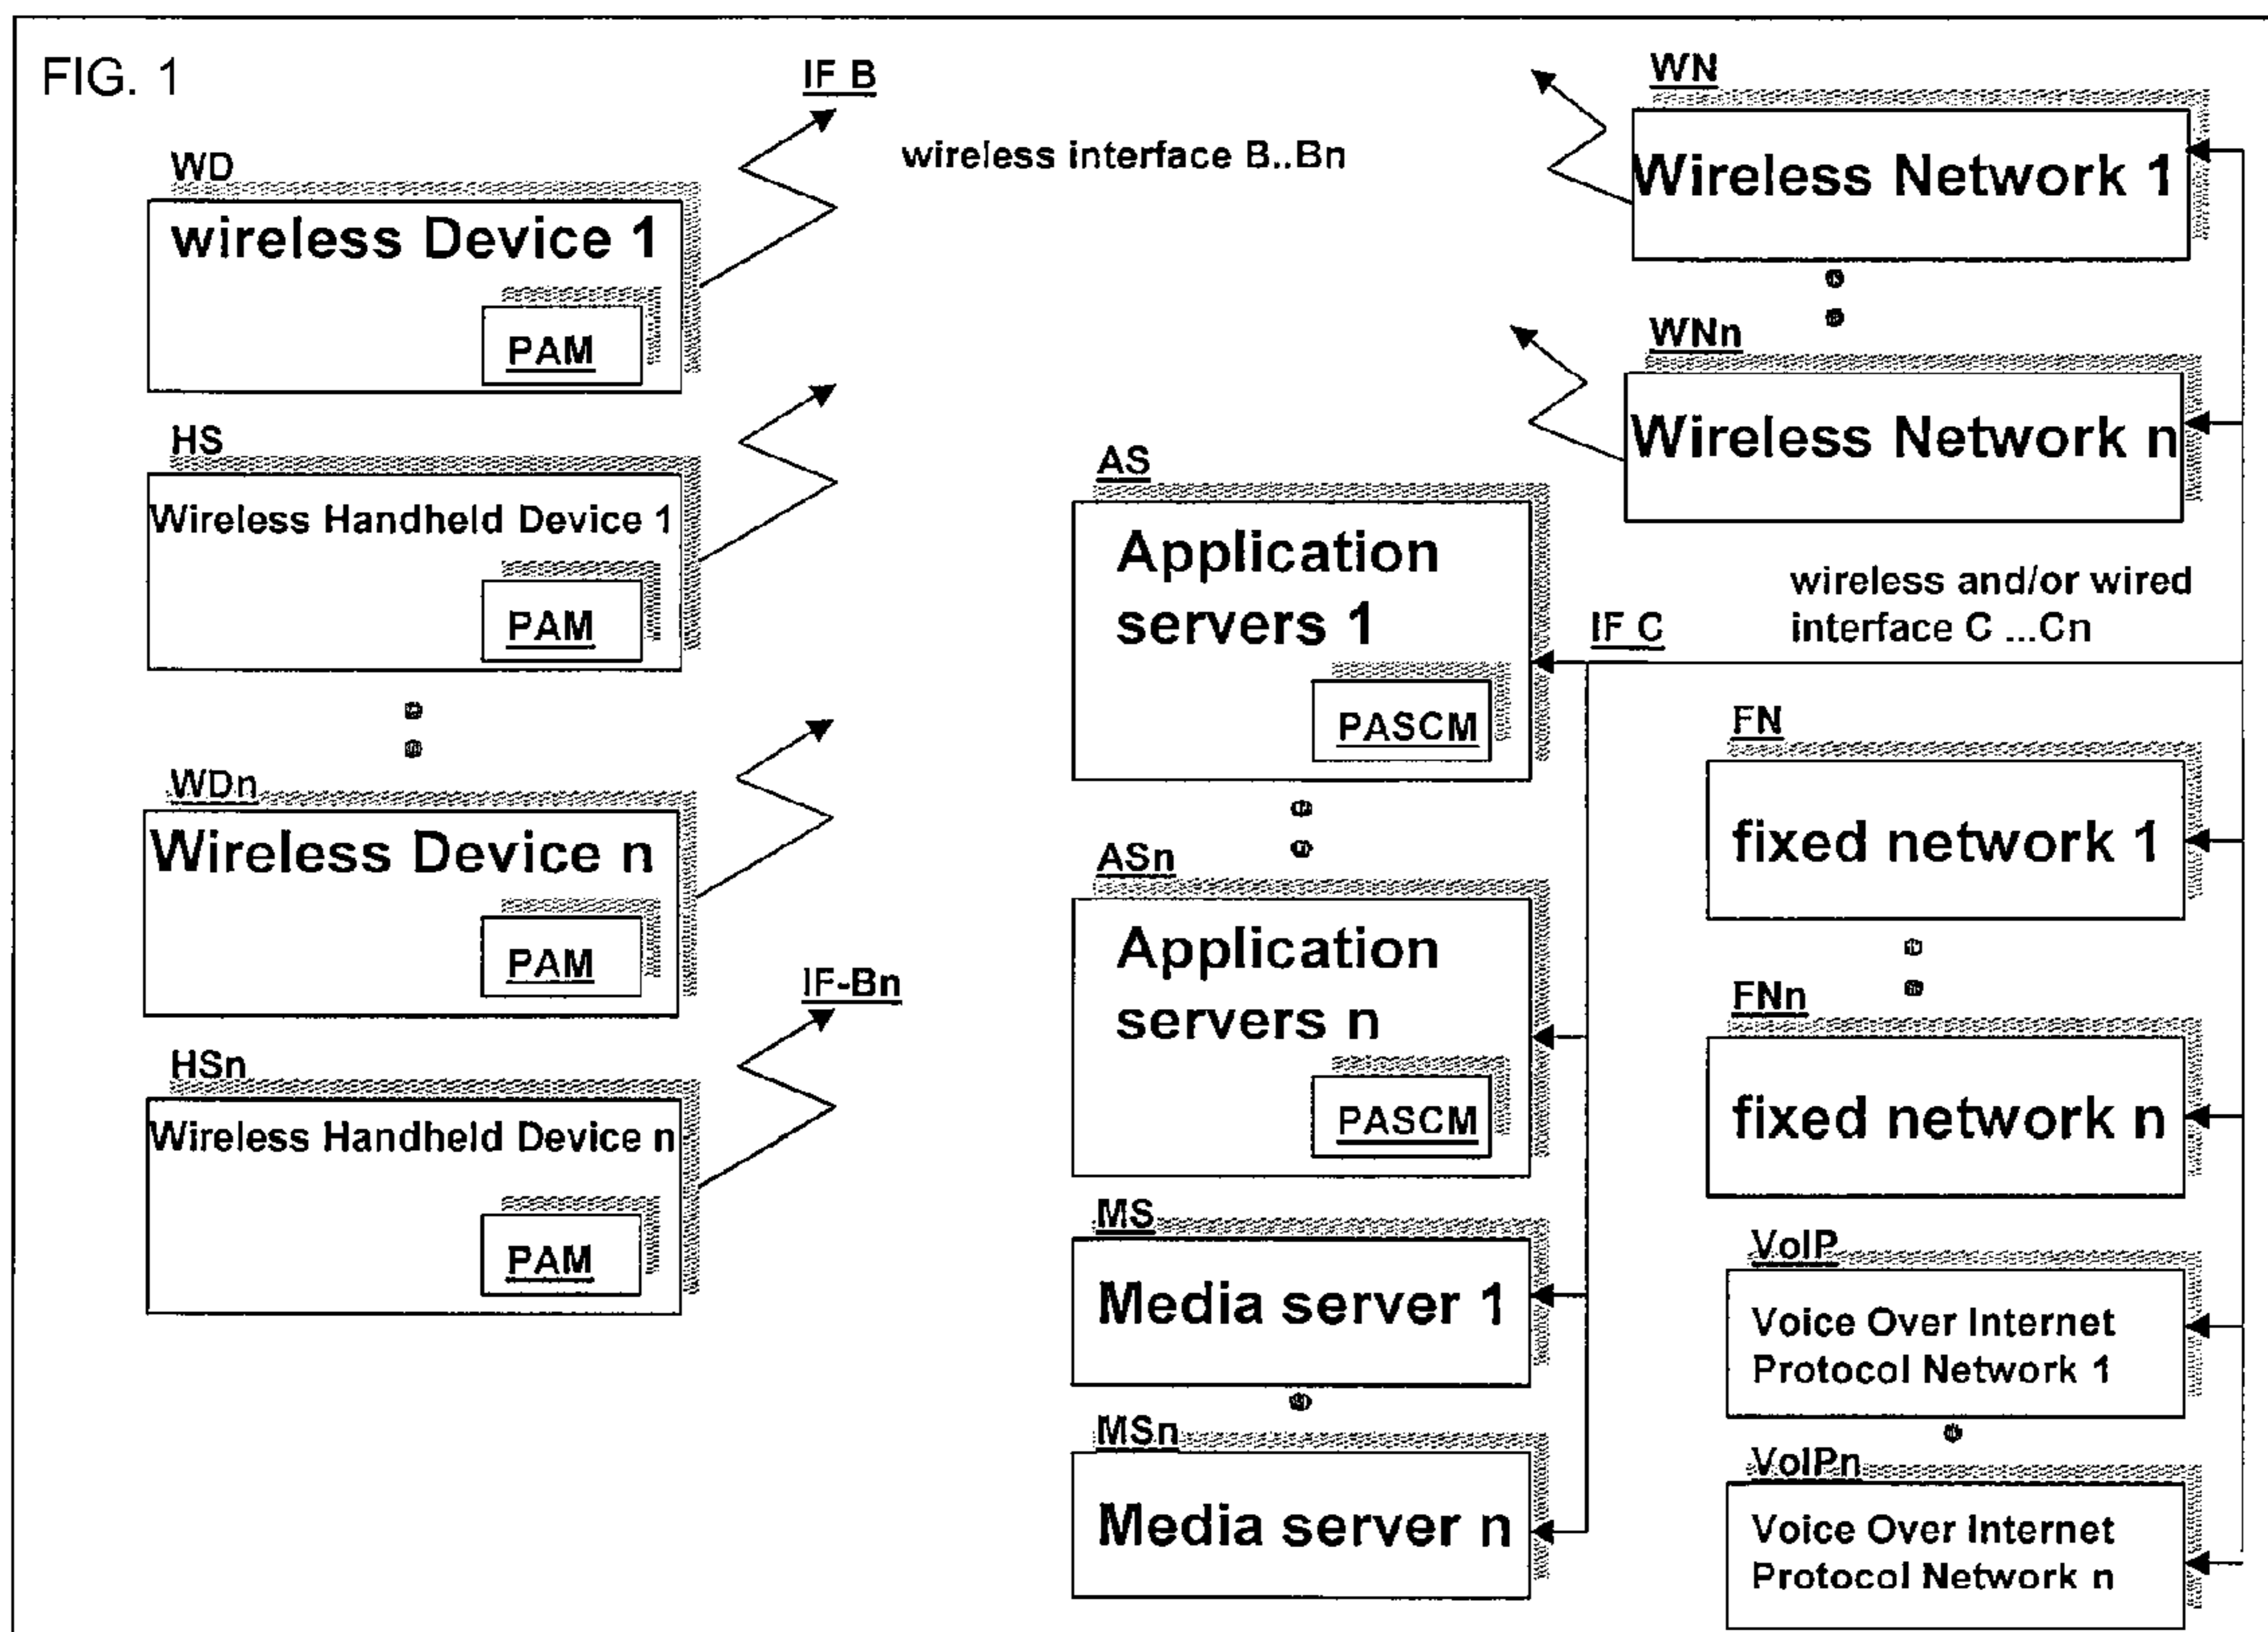 FIG. 1
IF B
wireless interface B..Bn
WD
wireless Device 1
PAM
HS
Wireless Handheld Device 1
PAM
WDn
Wireless Device n
PAM
IF-Bn
HSn
Wireless Handheld Device n
PAM
AS
Application
servers 1
PASCM
ASn
Application
servers n
PASCM
MS
Media server 1
MSn
Media server n
WN
Wireless Network 1
WNn
Wireless Network n
wireless and/or wired
interface C ...Cn
IF C
FN
fixed network 1
FNn
fixed network n
VoIP
Voice Over Internet
Protocol Network 1
VoIPn
Voice Over Internet
Protocol Network n